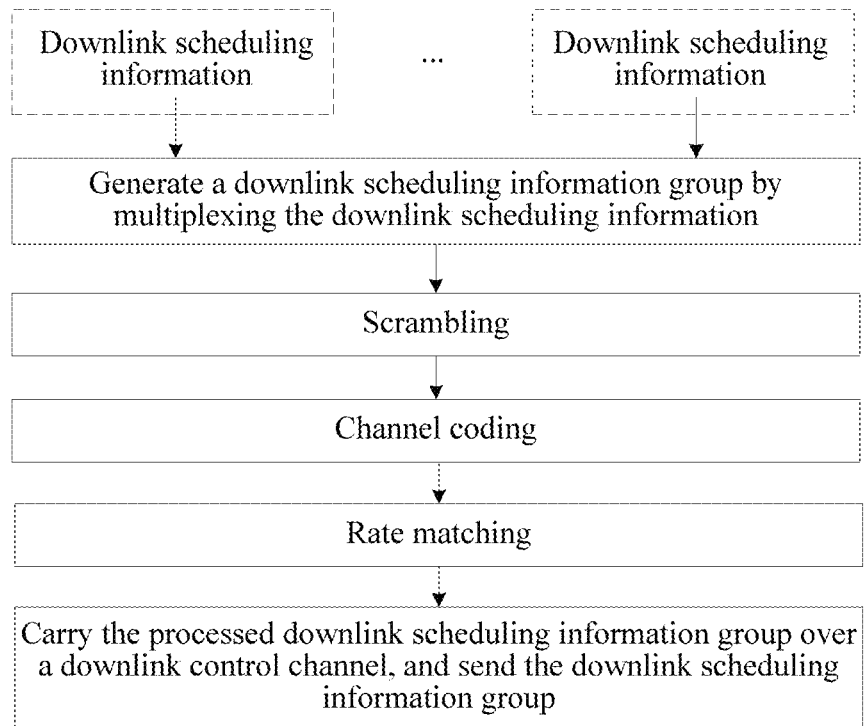 Downlink scheduling
information
...
Downlink scheduling
information
Generate a downlink scheduling information group by
multiplexing the downlink scheduling information
Scrambling
Channel coding
Rate matching
Carry the processed downlink scheduling information group over
a downlink control channel, and send the downlink scheduling
information group